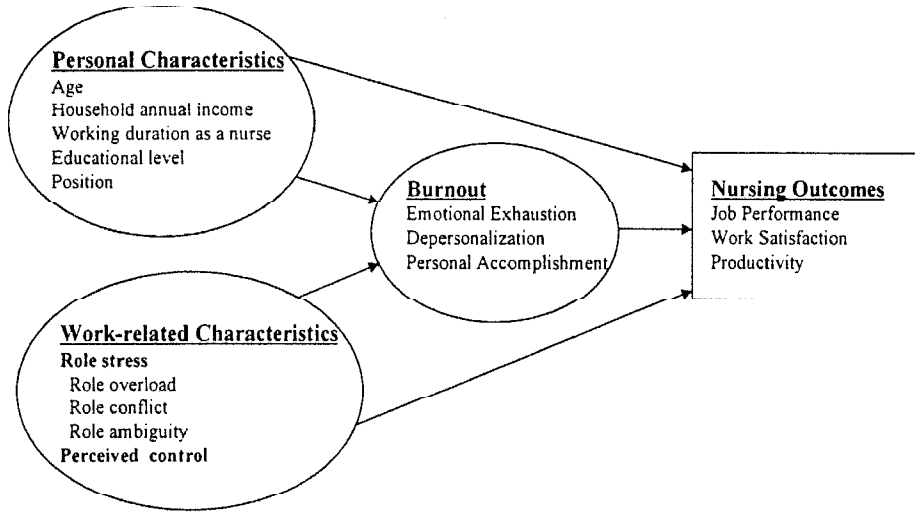 Personal Characteristics
Age
Household annual income
Working duration as a nurse
Educational level
Position
Burnout
Emotional Exhaustion
Depersonalization
Personal Accomplishment
Nursing Outcomes
Job Performance
Work Satisfaction
Productivity
Work-related Characteristics
Role stress
Role overload
Role conflict
Role ambiguity
Perceived control